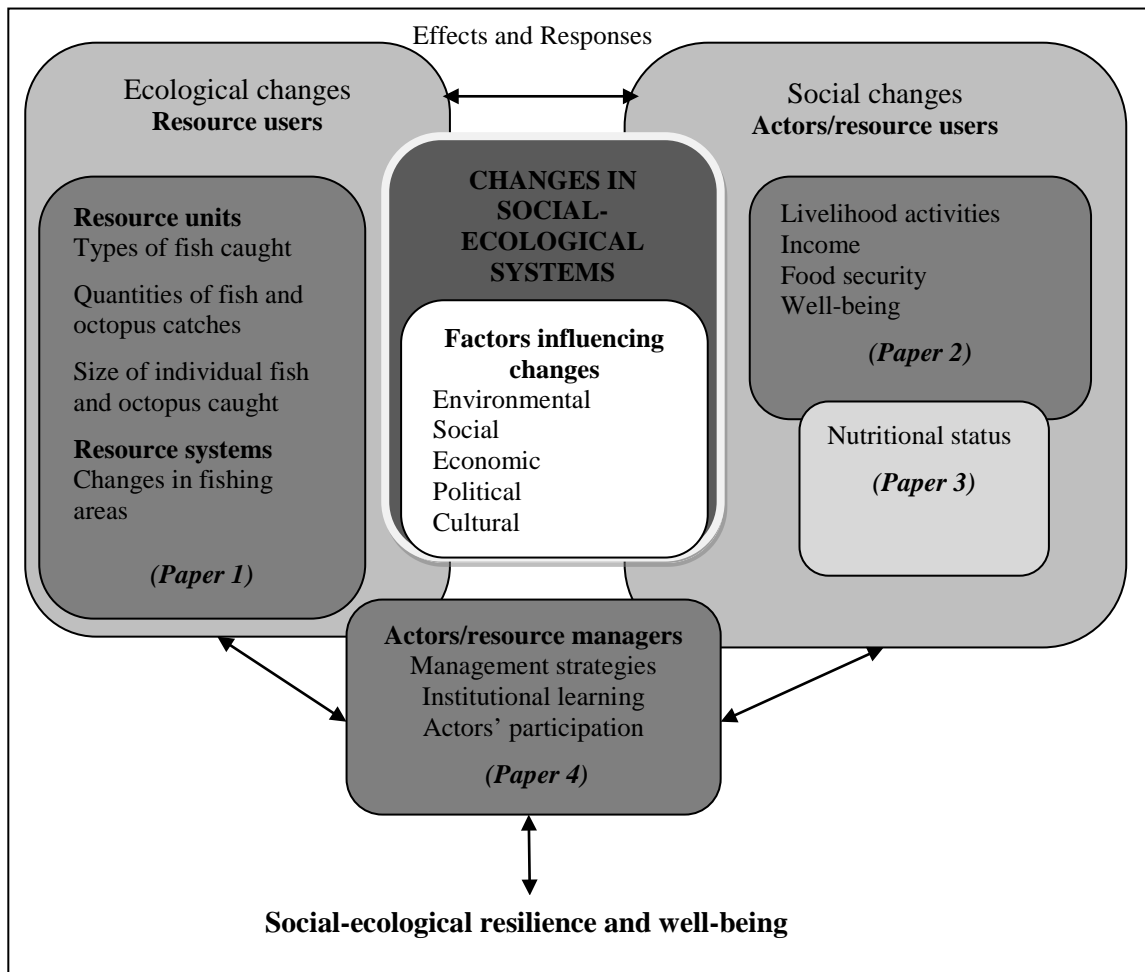 Effects and Responses
Ecological changes
Resource users
Resource units
Types of fish caught
Quantities of fish and
octopus catches
Size of individual fish
and octopus caught
Resource systems
Changes in fishing
areas
(Paper 1)
CHANGES IN
SOCIAL-
ECOLOGICAL
SYSTEMS
Factors influencing
changes
Environmental
Social
Economic
Political
Cultural
Social changes
Actors/resource users
Livelihood activities
Income
Food security
Well-being
(Paper 2)
Nutritional status
(Paper 3)
Actors/resource managers
Management strategies
Institutional learning
Actors’ participation
(Paper 4)
Social-ecological resilience and well-being